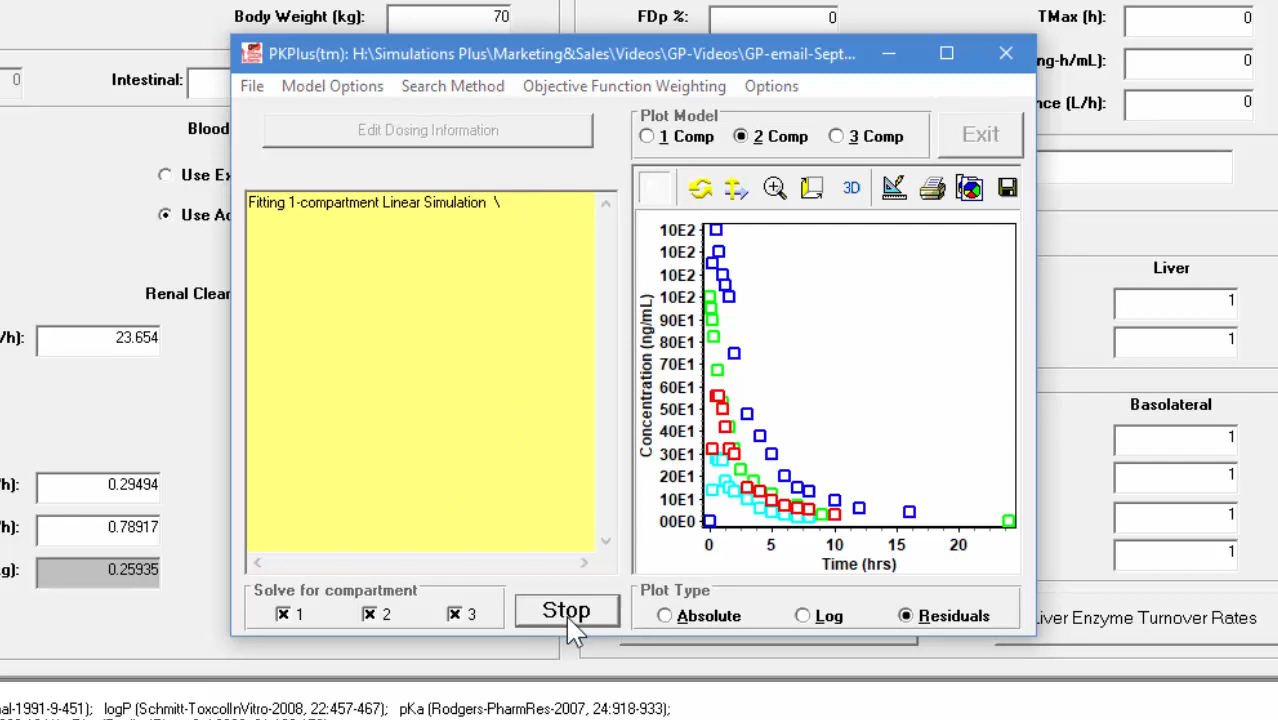 Body Weight (kg): 70
FDp %: 0
TMax (h): 0
PKPlus(tm): H:\Simulations Plus\Marketing&Sales\Videos\GP-Videos\GP-email-Sept...
0
Intestinal:
ng-h/mL): 0
File Model Options Search Method Objective Function Weighting Options
nce (L/h): 0
Blood
Edit Dosing Information
Plot Model
1 Comp 2 Comp 3 Comp
Exit
Use Ex
Use Ad
3D
Fitting 1-compartment Linear Simulation \
Renal Clear
/h): 23.654
Concentration (ng/mL)
10E2
10E2
10E2
10E2
90E1
80E1
70E1
60E1
50E1
40E1
30E1
20E1
10E1
00E0
0 5 10 15 20
Time (hrs)
Liver
1
1
Basolateral
1
1
1
1
/h): 0.29494
/h): 0.78917
g): 0.25935
Solve for compartment
1 2 3
Stop
Plot Type
Absolute Log Residuals
iver Enzyme Turnover Rates
al-1991-9-451); logP (Schmitt-ToxcolInVitro-2008, 22:457-467); pKa (Rodgers-PharmRes-2007, 24:918-933);